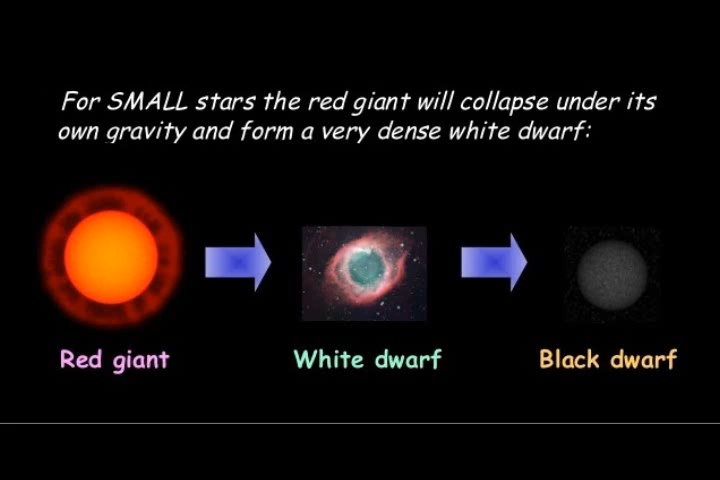 For SMALL stars the red giant will collapse under its
own gravity and form a very dense white dwarf:
Red giant
White dwarf
Black dwarf